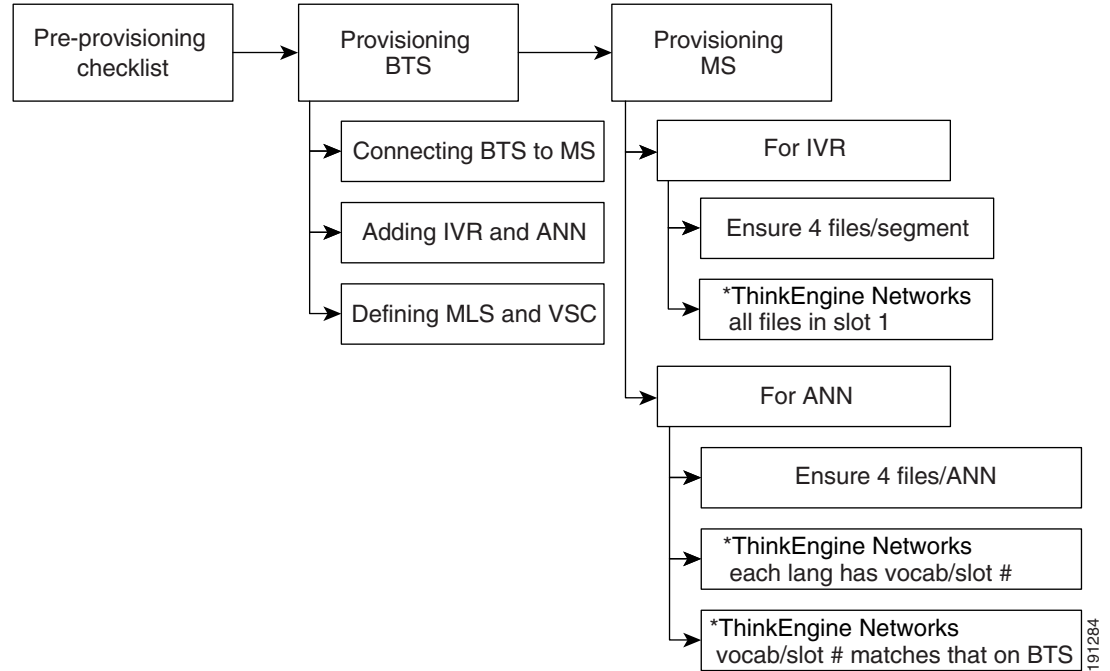 Pre-provisioning
checklist
Provisioning
BTS
Provisioning
MS
Connecting BTS to MS
Adding IVR and ANN
Defining MLS and VSC
For IVR
Ensure 4 files/segment
*ThinkEngine Networks
all files in slot 1
For ANN
Ensure 4 files/ANN
*ThinkEngine Networks
each lang has vocab/slot #
*ThinkEngine Networks
vocab/slot # matches that on BTS
191284